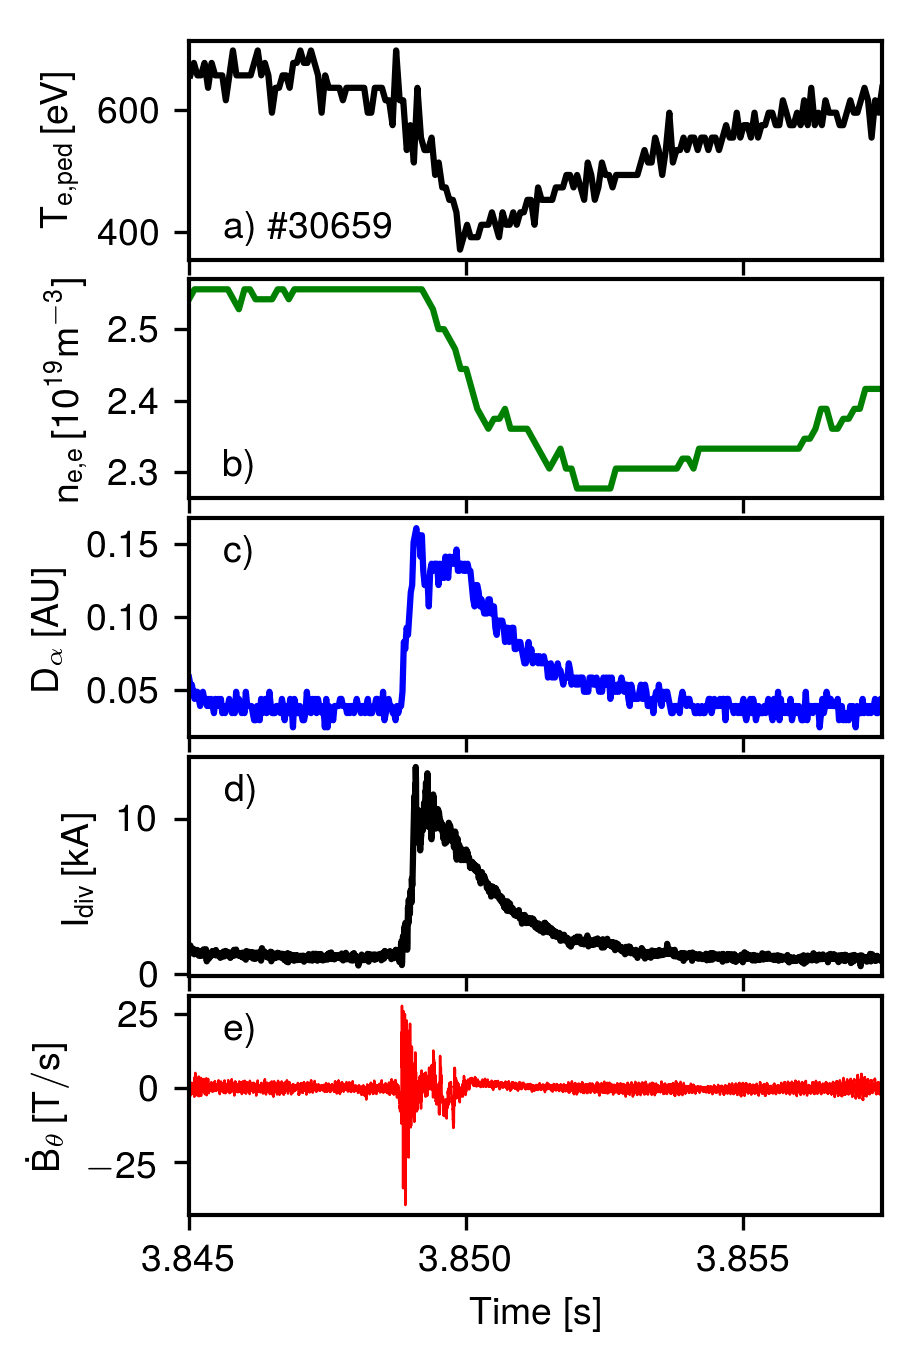 T_e,ped [eV]
600
400
a) #30659
n_e,e [10^19 m^−3]
2.5
2.4
2.3
b)
D_α [AU]
0.15
0.10
0.05
c)
I_div [kA]
10
0
d)
Ḃ_θ [T/s]
25
0
−25
e)
3.845 3.850 3.855
Time [s]